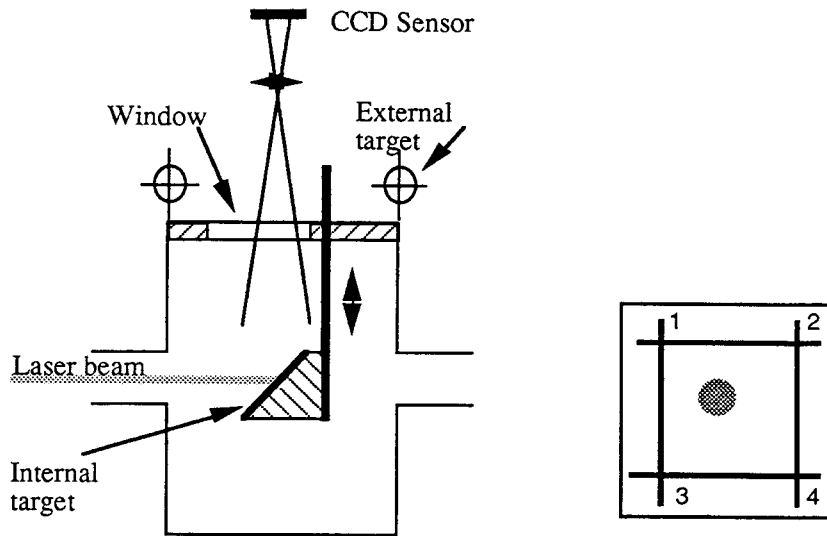 CCD Sensor
Window
External
target
Laser beam
Internal
target
1 2
3 4